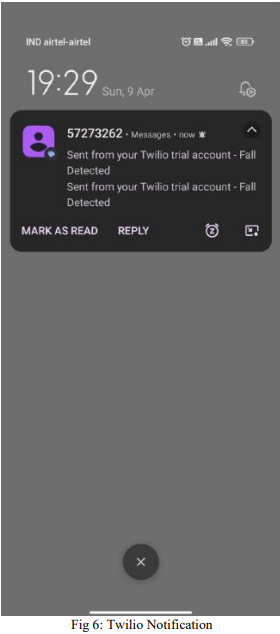 IND airtel-airtel
19:29 Sun, 9 Apr
57273262 • Messages • now
Sent from your Twilio trial account - Fall
Detected
Sent from your Twilio trial account - Fall
Detected
MARK AS READ REPLY
Fig 6: Twilio Notification